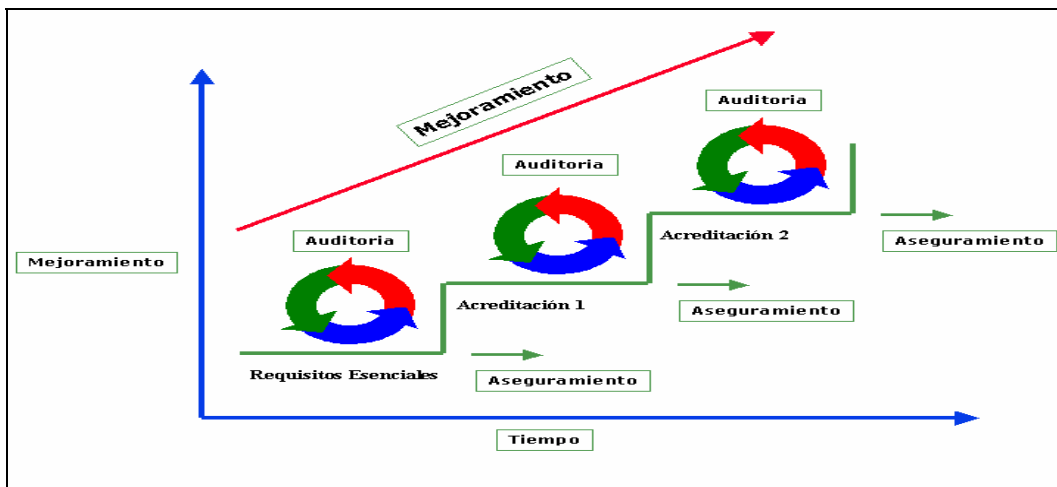 Mejoramiento
Auditoria
Auditoria
Auditoria
Acreditación 2
Aseguramiento
Mejoramiento
Acreditación 1
Aseguramiento
Requisitos Esenciales
Aseguramiento
Tiempo